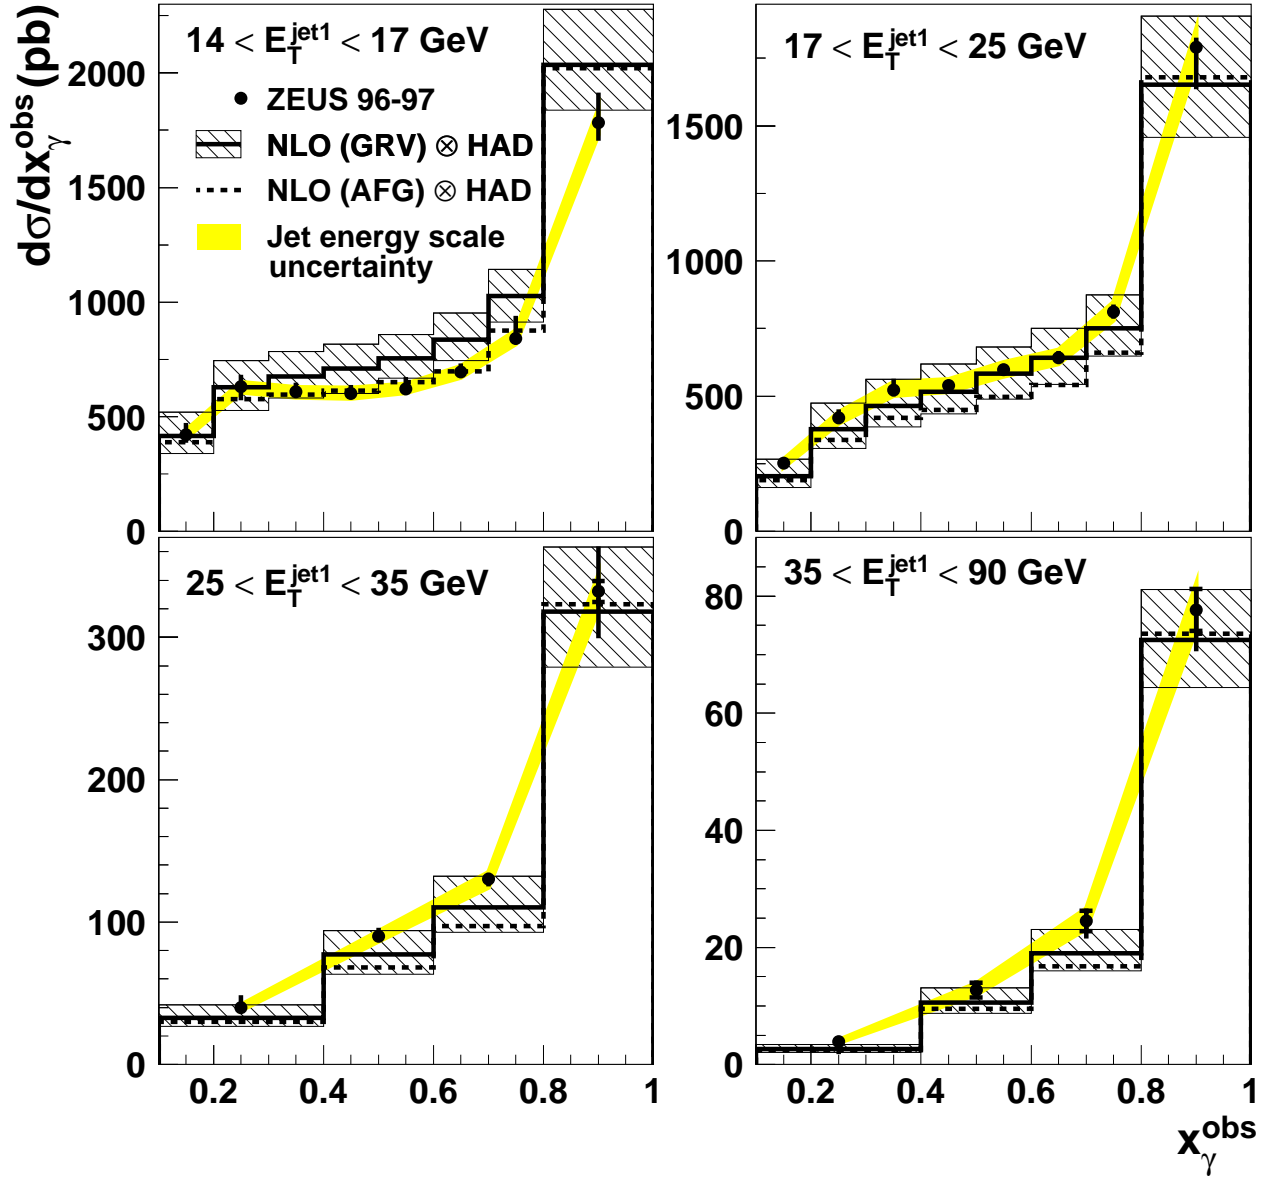 dσ/dxγ^obs (pb)
14 < E_T^jet1 < 17 GeV
ZEUS 96-97
NLO (GRV) ⊗ HAD
NLO (AFG) ⊗ HAD
Jet energy scale
uncertainty
2000
1500
1000
500
0
17 < E_T^jet1 < 25 GeV
1500
1000
500
0
25 < E_T^jet1 < 35 GeV
300
200
100
0
0.2 0.4 0.6 0.8 1
35 < E_T^jet1 < 90 GeV
80
60
40
20
0
0.2 0.4 0.6 0.8 1
xγ^obs